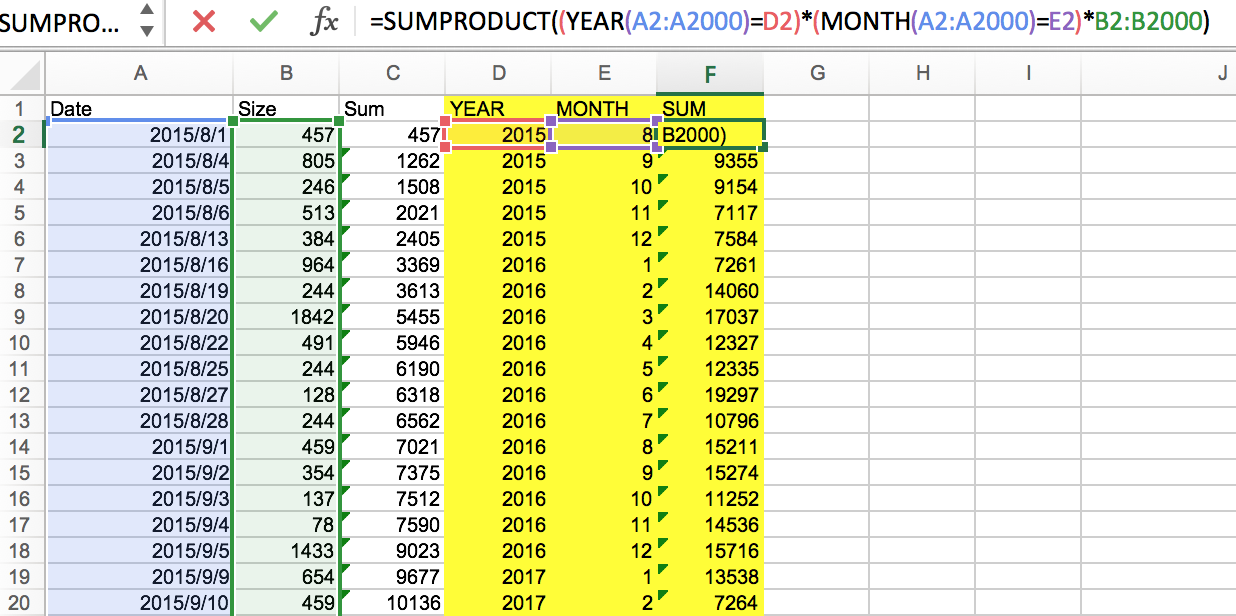 SUMPRO... fx =SUMPRODUCT((YEAR(A2:A2000)=D2)*(MONTH(A2:A2000)=E2)*B2:B2000)
A B C D E F G H I J
1 Date Size Sum YEAR MONTH SUM
2 2015/8/1 457 457 2015 8 B2000)
3 2015/8/4 805 1262 2015 9 9355
4 2015/8/5 246 1508 2015 10 9154
5 2015/8/6 513 2021 2015 11 7117
6 2015/8/13 384 2405 2015 12 7584
7 2015/8/16 964 3369 2016 1 7261
8 2015/8/19 244 3613 2016 2 14060
9 2015/8/20 1842 5455 2016 3 17037
10 2015/8/22 491 5946 2016 4 12327
11 2015/8/25 244 6190 2016 5 12335
12 2015/8/27 128 6318 2016 6 19297
13 2015/8/28 244 6562 2016 7 10796
14 2015/9/1 459 7021 2016 8 15211
15 2015/9/2 354 7375 2016 9 15274
16 2015/9/3 137 7512 2016 10 11252
17 2015/9/4 78 7590 2016 11 14536
18 2015/9/5 1433 9023 2016 12 15716
19 2015/9/9 654 9677 2017 1 13538
20 2015/9/10 459 10136 2017 2 7264